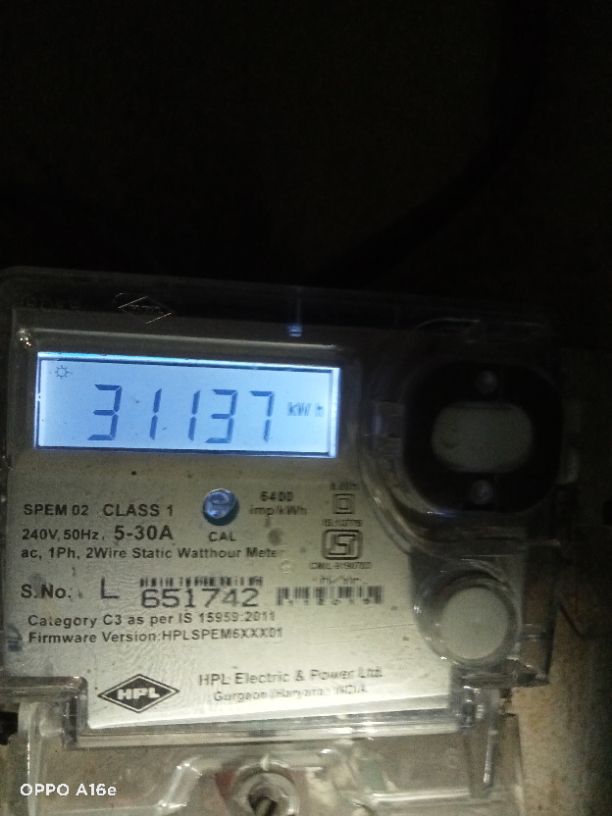 31137 kWh
SPEM 02 CLASS 1
6400
imp/kWh
240V, 50Hz, 5-30A
CAL
ac, 1Ph, 2Wire Static Watthour Meter
S.No. L 651742
Category C3 as per IS 15959:2011
Firmware Version:HPLSPEM6XXX01
HPL
HPL Electric & Power Ltd.
Gurgaon (Haryana) INDIA
OPPO A16e